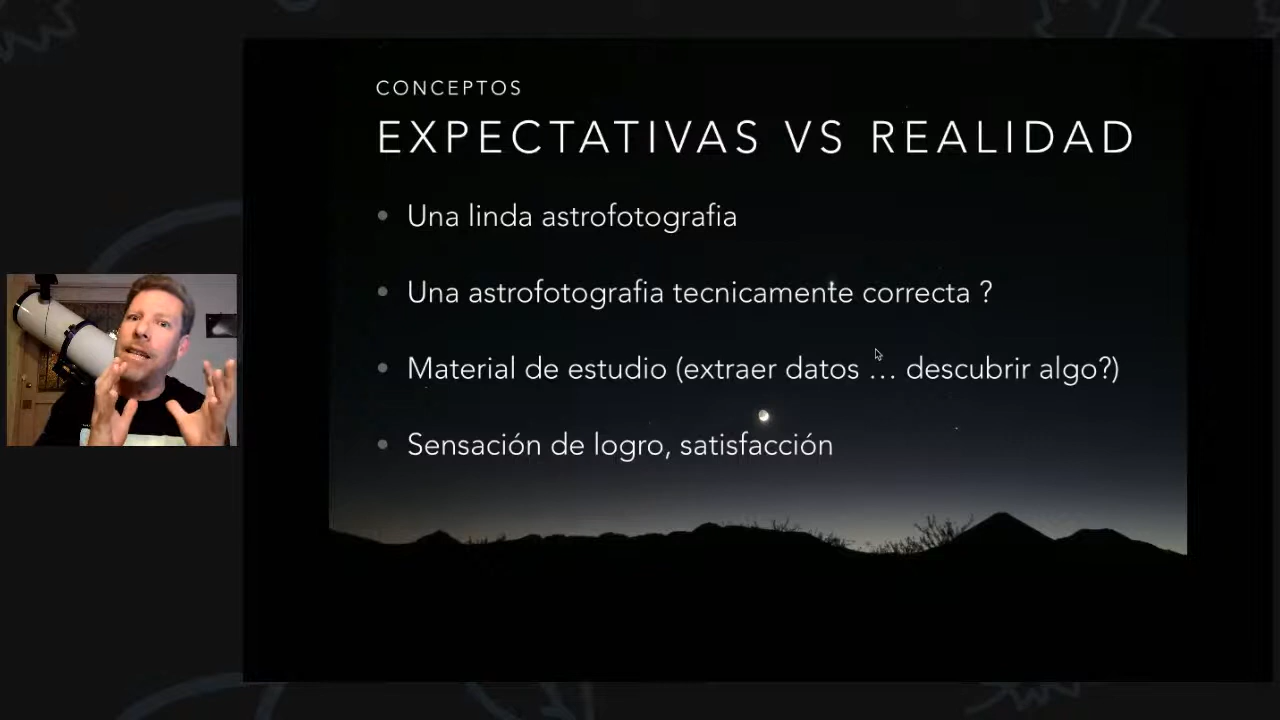 CONCEPTOS
EXPECTATIVAS VS REALIDAD
• Una linda astrofotografia
• Una astrofotografia tecnicamente correcta ?
• Material de estudio (extraer datos … descubrir algo?)
• Sensación de logro, satisfacción